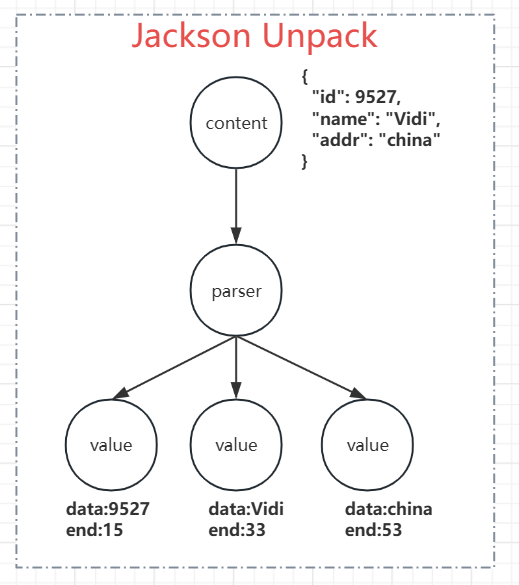 Jackson Unpack
content
{
"id": 9527,
"name": "Vidi",
"addr": "china"
}
parser
value
value
value
data:9527
end:15
data:Vidi
end:33
data:china
end:53